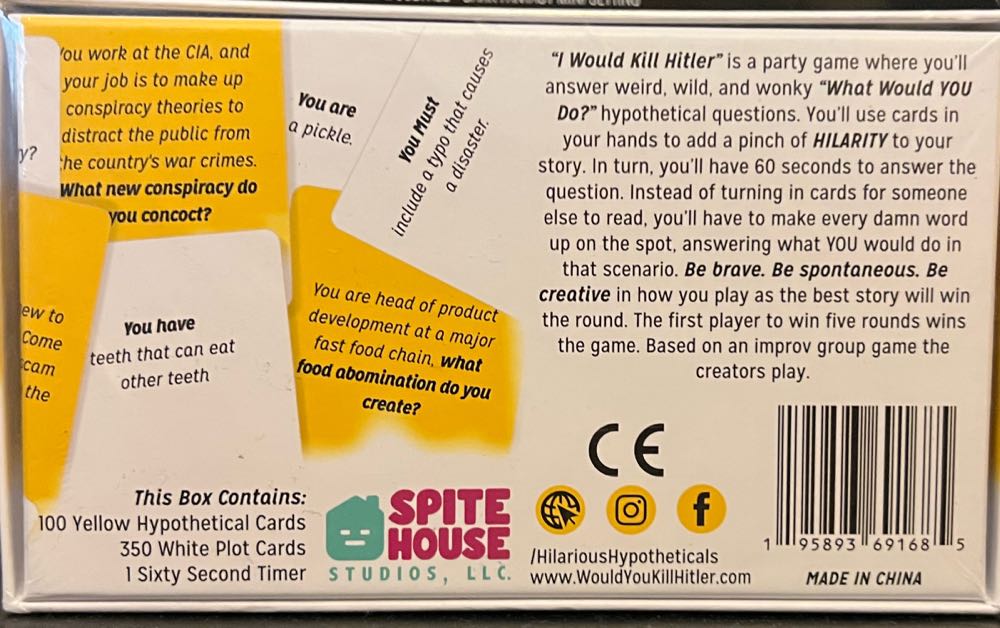 You work at the CIA, and
your job is to make up
conspiracy theories to
distract the public from
the country's war crimes.
What new conspiracy do
you concoct?
y?
You are
a pickle.
You Must
include a typo that causes
a disaster.
ew to
Come
scam
the
You have
teeth that can eat
other teeth
You are head of product
development at a major
fast food chain, what
food abomination do you
create?
"I Would Kill Hitler" is a party game where you'll
answer weird, wild, and wonky "What Would YOU
Do?" hypothetical questions. You'll use cards in
your hands to add a pinch of HILARITY to your
story. In turn, you'll have 60 seconds to answer the
question. Instead of turning in cards for someone
else to read, you'll have to make every damn word
up on the spot, answering what YOU would do in
that scenario. Be brave. Be spontaneous. Be
creative in how you play as the best story will win
the round. The first player to win five rounds wins
the game. Based on an improv group game the
creators play.
CE
This Box Contains:
100 Yellow Hypothetical Cards
350 White Plot Cards
1 Sixty Second Timer
SPITE
HOUSE
STUDIOS, LLC.
/HilariousHypotheticals
www.WouldYouKillHitler.com
1 95893 69168 5
MADE IN CHINA